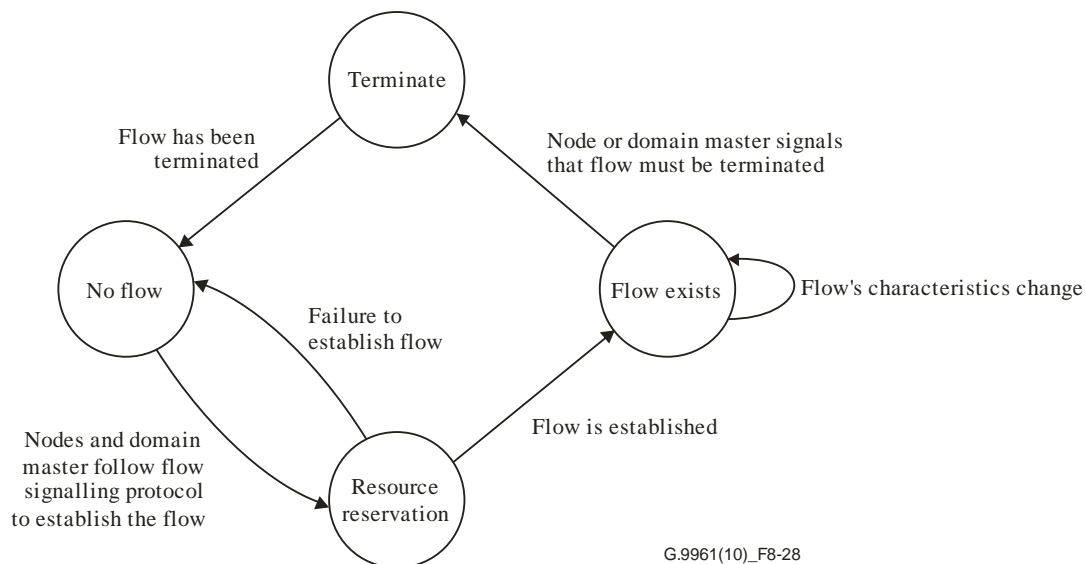 Terminate
Flow has been
terminated
Node or domain master signals
that flow must be terminated
No flow
Flow exists
Flow's characteristics change
Failure to
establish flow
Flow is established
Nodes and domain
master follow flow
signalling protocol
to establish the flow
Resource
reservation
G.9961(10)_F8-28